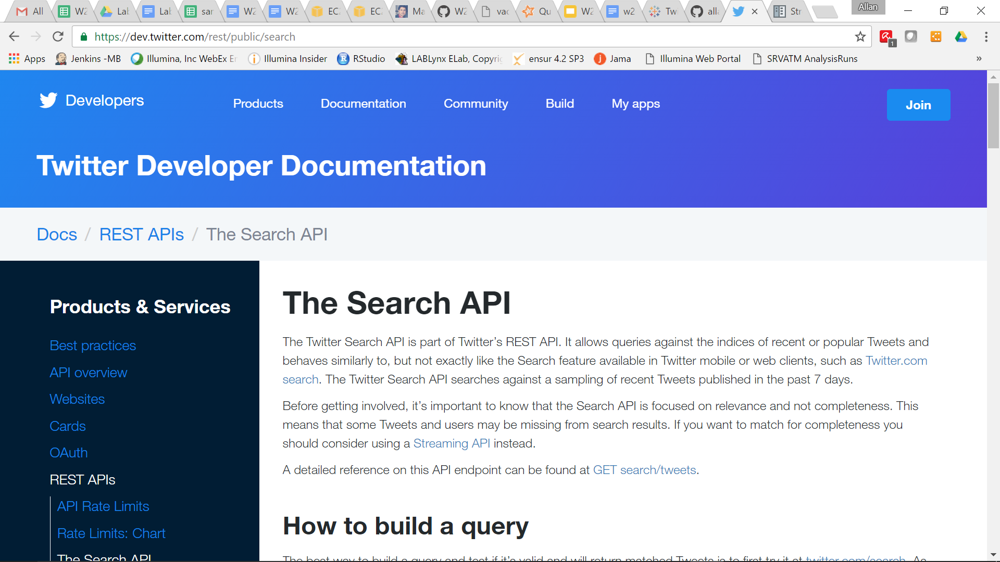 All W2 Lab Lab sar W2 W2 EC2 EC2 Ma W2 vac Qu W2 w2 Tw all Str Allan
https://dev.twitter.com/rest/public/search
1
Apps Jenkins -MB Illumina, Inc WebEx Illumina Insider RStudio LABLynx ELab, ensur 4.2 SP3 Jama Illumina Web Portal SRVATM AnalysisRuns »
Developers Products Documentation Community Build My apps Join
Twitter Developer Documentation
Docs / REST APIs / The Search API
Products & Services
Best practices
API overview
Websites
Cards
OAuth
REST APIs
API Rate Limits
Rate Limits: Chart
The Search API
The Search API
The Twitter Search API is part of Twitter’s REST API. It allows queries against the indices of recent or popular Tweets and
behaves similarly to, but not exactly like the Search feature available in Twitter mobile or web clients, such as Twitter.com
search. The Twitter Search API searches against a sampling of recent Tweets published in the past 7 days.
Before getting involved, it’s important to know that the Search API is focused on relevance and not completeness. This
means that some Tweets and users may be missing from search results. If you want to match for completeness you
should consider using a Streaming API instead.
A detailed reference on this API endpoint can be found at GET search/tweets.
How to build a query
The best way to build a query and test if it’s valid and will return matched Tweets is to first try it at twitter.com/search. As